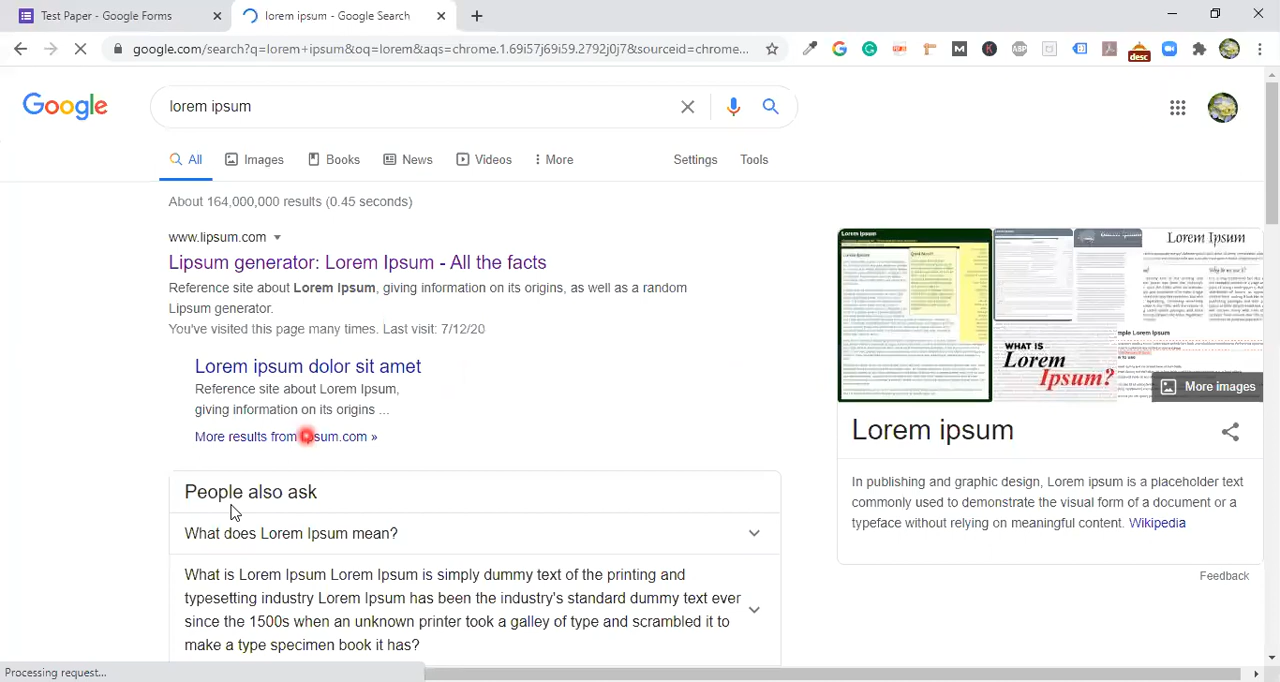 Test Paper - Google Forms
lorem ipsum - Google Search
google.com/search?q=lorem+ipsum&oq=lorem&aqs=chrome.1.69i57j69i59.2792j0j7&sourceid=chrome...
ABP
desc
Google
lorem ipsum
All
Images
Books
News
Videos
More
Settings
Tools
About 164,000,000 results (0.45 seconds)
www.lipsum.com
Lipsum generator: Lorem Ipsum - All the facts
Reference site about Lorem Ipsum, giving information on its origins, as well as a random
Lipsum generator.
You visited this page many times. Last visit: 7/12/20
Lorem ipsum dolor sit amet
Reference site about Lorem Ipsum,
giving information on its origins ...
More results from lipsum.com »
People also ask
What does Lorem Ipsum mean?
What is Lorem Ipsum Lorem Ipsum is simply dummy text of the printing and
typesetting industry Lorem Ipsum has been the industry's standard dummy text ever
since the 1500s when an unknown printer took a galley of type and scrambled it to
make a type specimen book it has?
Lorem Ipsum
WHAT IS
Lorem
Ipsum?
More images
Lorem ipsum
In publishing and graphic design, Lorem ipsum is a placeholder text
commonly used to demonstrate the visual form of a document or a
typeface without relying on meaningful content. Wikipedia
Feedback
Processing request...